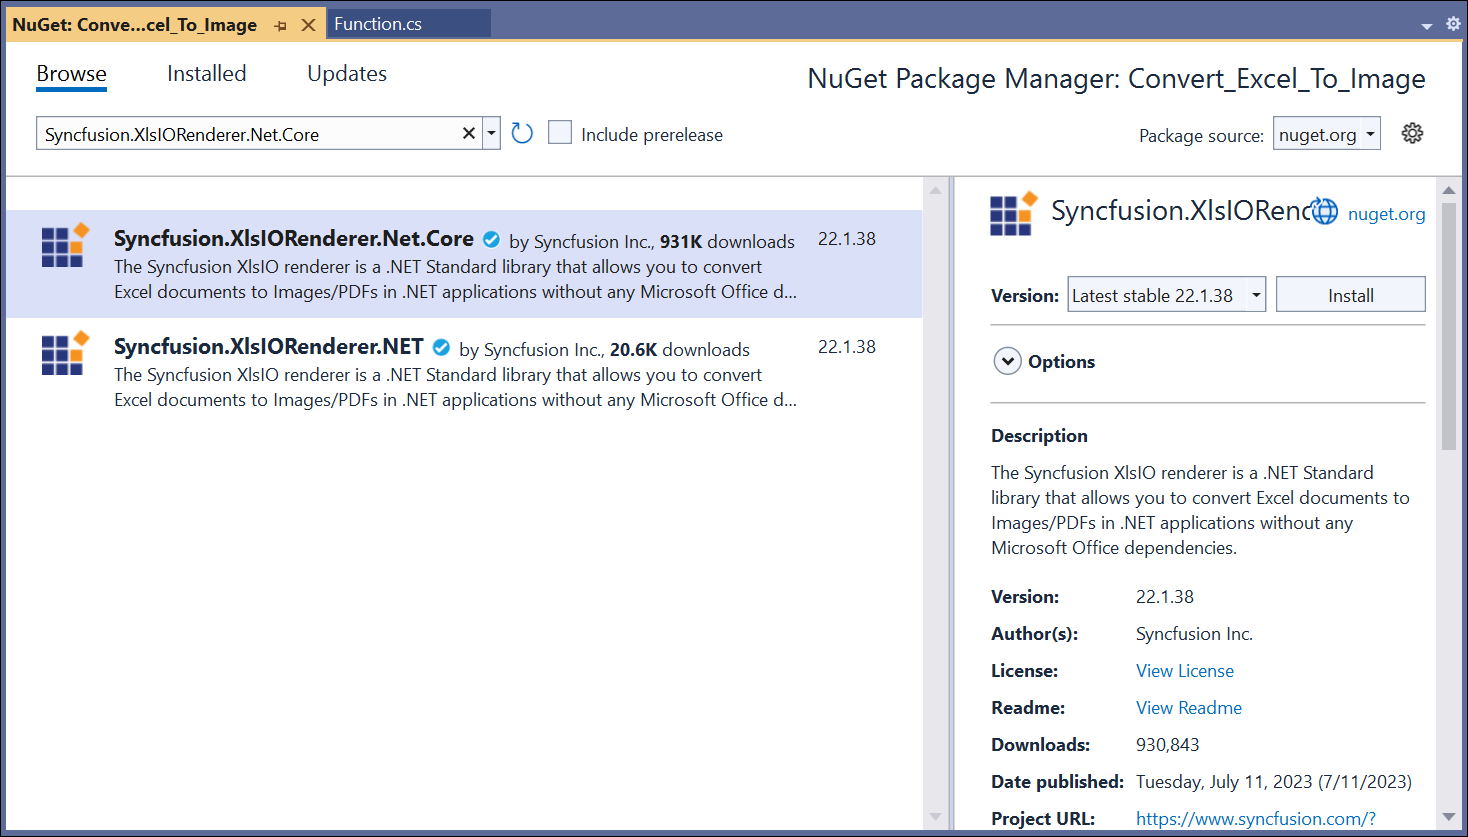 NuGet: Conve...cel_To_Image
Function.cs
Browse
Installed
Updates
NuGet Package Manager: Convert_Excel_To_Image
Syncfusion.XlsIORenderer.Net.Core
Include prerelease
Package source:
nuget.org
Syncfusion.XlsIORenderer.Net.Core by Syncfusion Inc., 931K downloads 22.1.38
The Syncfusion XlsIO renderer is a .NET Standard library that allows you to convert
Excel documents to Images/PDFs in .NET applications without any Microsoft Office d...
Syncfusion.XlsIORenderer.NET by Syncfusion Inc., 20.6K downloads 22.1.38
The Syncfusion XlsIO renderer is a .NET Standard library that allows you to convert
Excel documents to Images/PDFs in .NET applications without any Microsoft Office d...
Syncfusion.XlsIORenc nuget.org
Version: Latest stable 22.1.38 Install
Options
Description
The Syncfusion XlsIO renderer is a .NET Standard
library that allows you to convert Excel documents to
Images/PDFs in .NET applications without any
Microsoft Office dependencies.
Version: 22.1.38
Author(s): Syncfusion Inc.
License: View License
Readme: View Readme
Downloads: 930,843
Date published: Tuesday, July 11, 2023 (7/11/2023)
Project URL: https://www.syncfusion.com/?